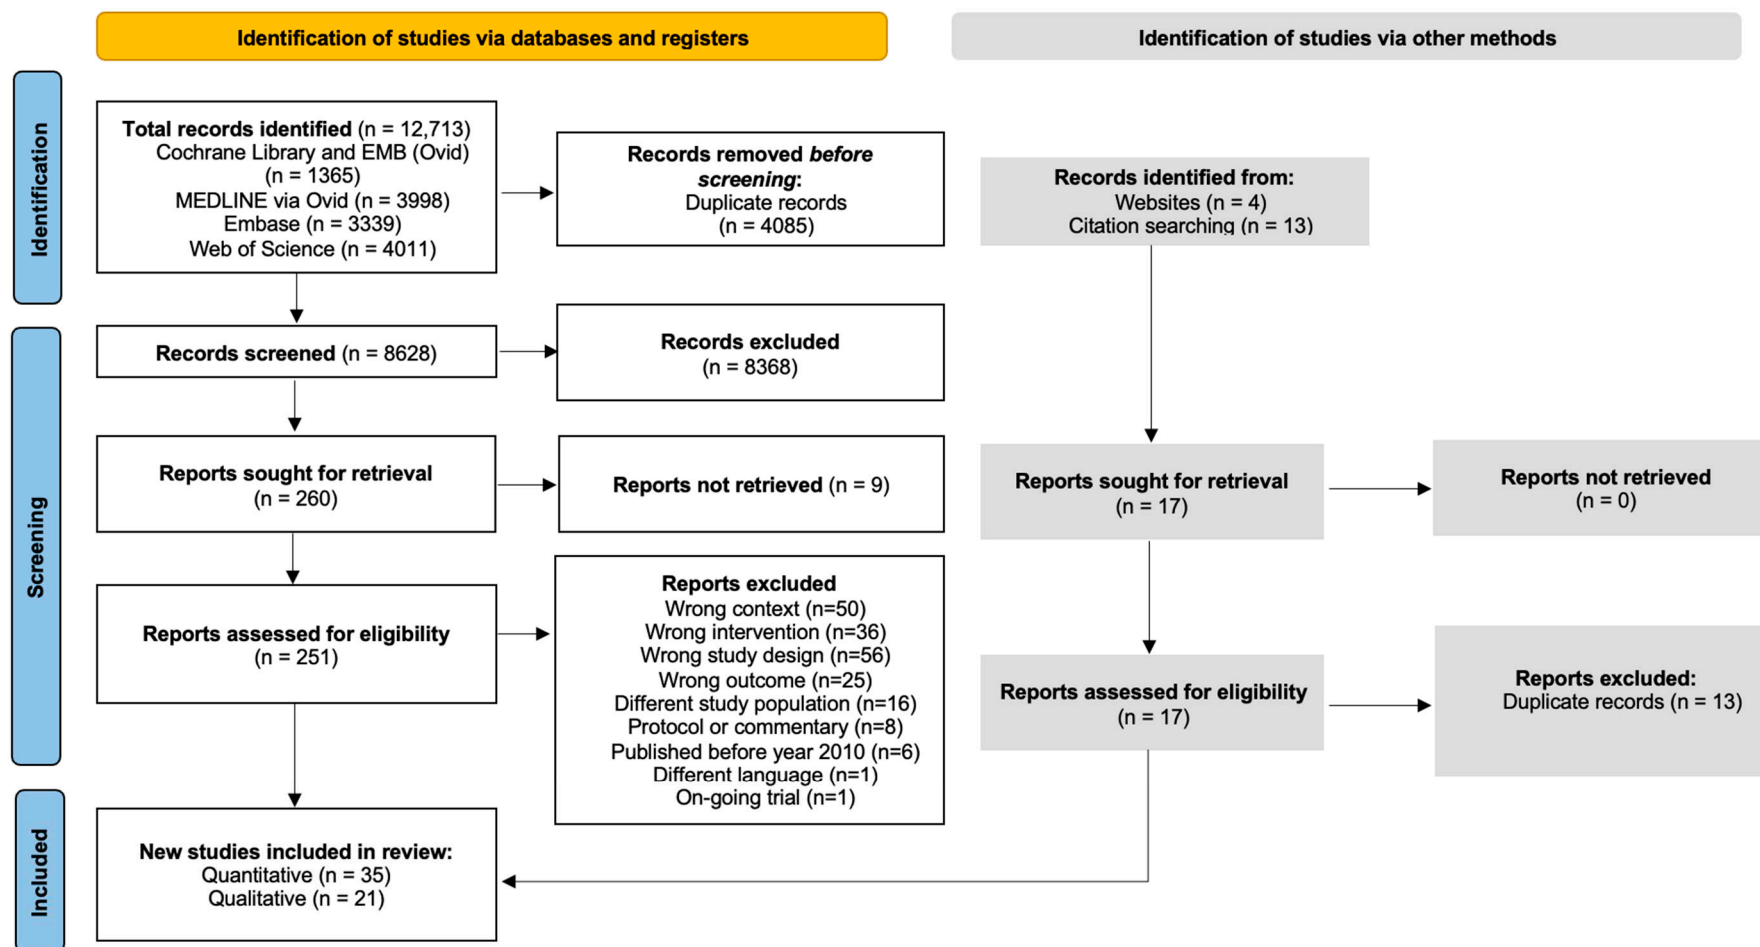 Identification of studies via databases and registers
Identification of studies via other methods
Identification
Total records identified (n = 12,713)
Cochrane Library and EMB (Ovid)
(n = 1365)
MEDLINE via Ovid (n = 3998)
Embase (n = 3339)
Web of Science (n = 4011)
Records removed before
screening:
Duplicate records
(n = 4085)
Records identified from:
Websites (n = 4)
Citation searching (n = 13)
Screening
Records screened (n = 8628)
Records excluded
(n = 8368)
Reports sought for retrieval
(n = 260)
Reports not retrieved (n = 9)
Reports sought for retrieval
(n = 17)
Reports not retrieved
(n = 0)
Reports assessed for eligibility
(n = 251)
Reports excluded
Wrong context (n=50)
Wrong intervention (n=36)
Wrong study design (n=56)
Wrong outcome (n=25)
Different study population (n=16)
Protocol or commentary (n=8)
Published before year 2010 (n=6)
Different language (n=1)
On-going trial (n=1)
Reports assessed for eligibility
(n = 17)
Reports excluded:
Duplicate records (n = 13)
Included
New studies included in review:
Quantitative (n = 35)
Qualitative (n = 21)